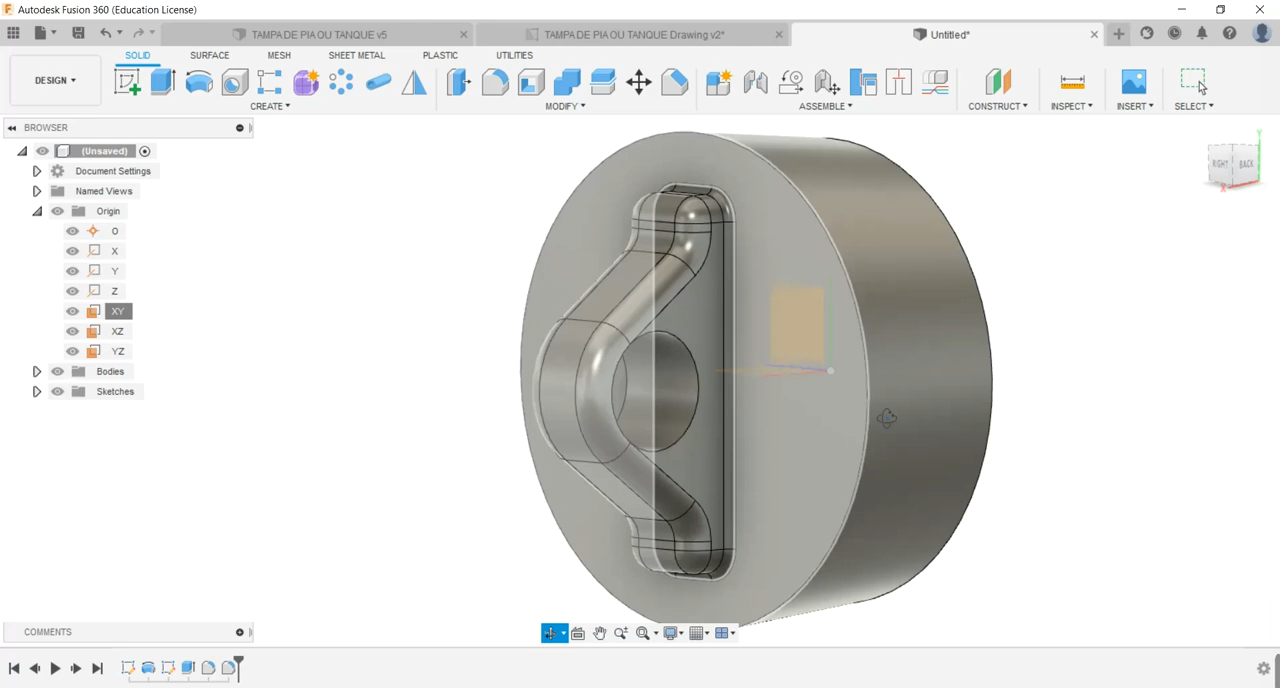 Autodesk Fusion 360 (Education License)
TAMPA DE PIA OU TANQUE v5
TAMPA DE PIA OU TANQUE Drawing v2*
Untitled*
SOLID SURFACE MESH SHEET METAL PLASTIC UTILITIES
DESIGN
CREATE MODIFY ASSEMBLE CONSTRUCT INSPECT INSERT SELECT
BROWSER
(Unsaved)
Document Settings
Named Views
Origin
O
X
Y
Z
XY
XZ
YZ
Bodies
Sketches
Y
RIGHT BACK
X
COMMENTS